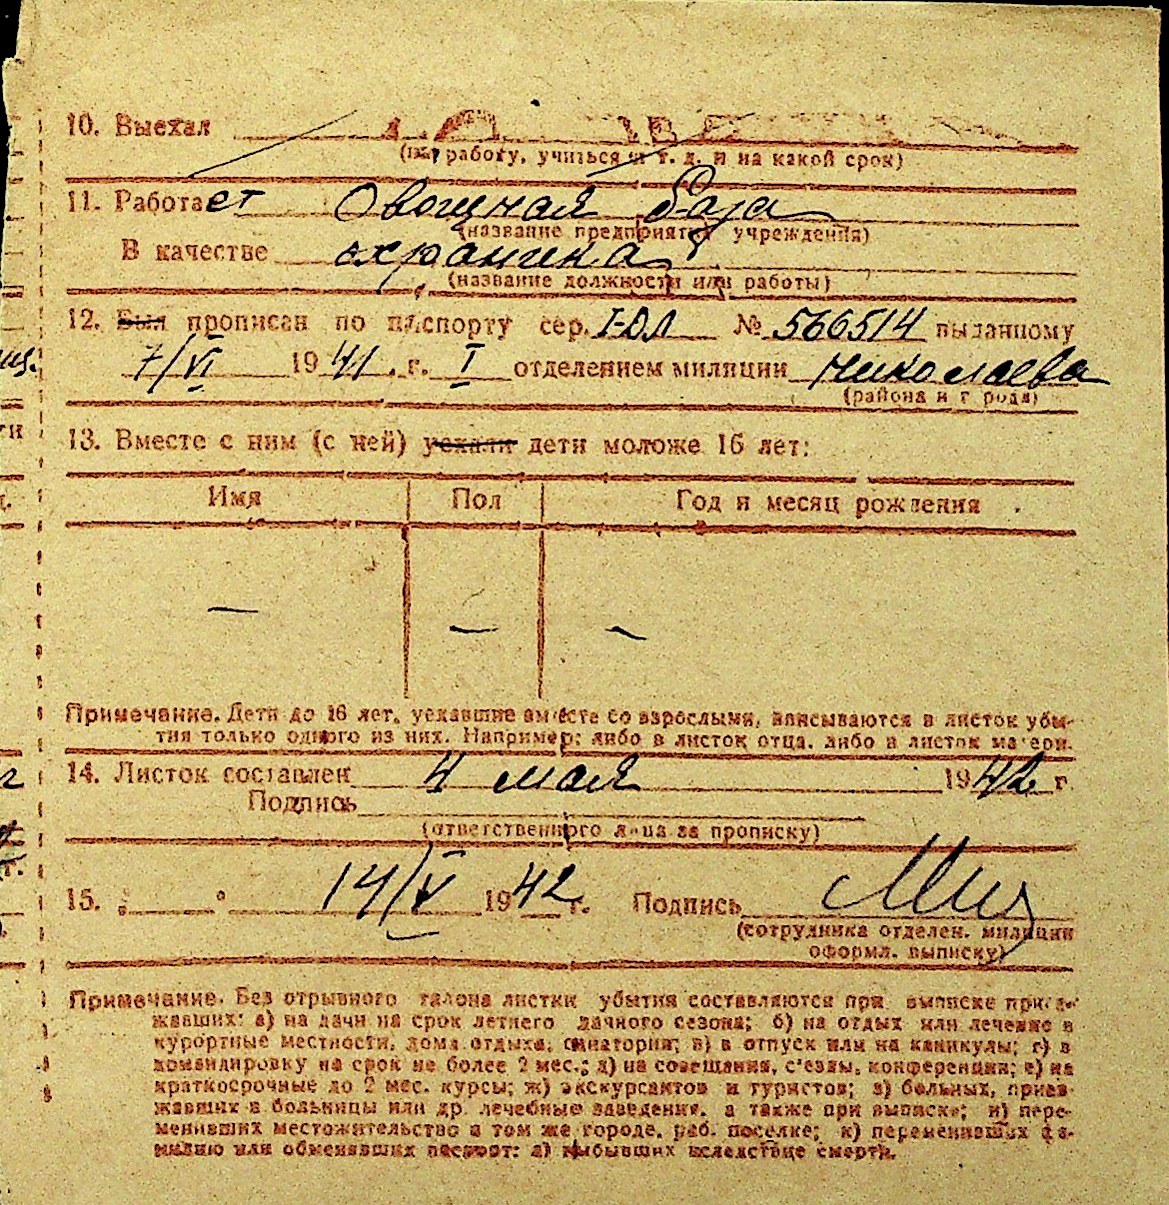 10. Выехал
(на работу, учиться и т. д. и на какой срок)
11. Работает Овощная база
(название предприятия учреждения)
В качестве охранника
(название должности или работы)
12. Был прописан по паспорту сер. I-ЮЛ № 566514 выданному
7/VI 1941. г. I отделением милиции Николаева
(района и города)
13. Вместе с ним (с ней) уехали дети моложе 16 лет:
Имя Пол Год и месяц рождения
— — —
Примечание. Дети до 16 лет, уехавшие вместе со взрослыми, вписываются в листок убы-
тия только одного из них. Например: либо в листок отца, либо в листок матери.
14. Листок составлен 4 мая 1942 г
Подпись
(ответственного лица за прописку)
15. 14/V 1942 г. Подпись
(сотрудника отделен. милиции
оформл. выписку)
Примечание. Без отрывного талона листки убытия составляются при выписке приез-
жавших: а) на дачи на срок летнего дачного сезона; б) на отдых или лечение в
курортные местности, дома отдыха, санатории; в) в отпуск или на каникулы; г) в
командировку на срок не более 2 мес.; д) на совещания, с'езды, конференции; е) на
краткосрочные до 2 мес. курсы; ж) экскурсантов и туристов; з) больных, приез-
жавших в больницы или др. лечебные заведения, а также при выписке; и) пере-
менивших местожительство в том же городе, раб. поселке; к) переменивших фа-
милию или обменявших паспорт: л) выбывших вследствие смерти.